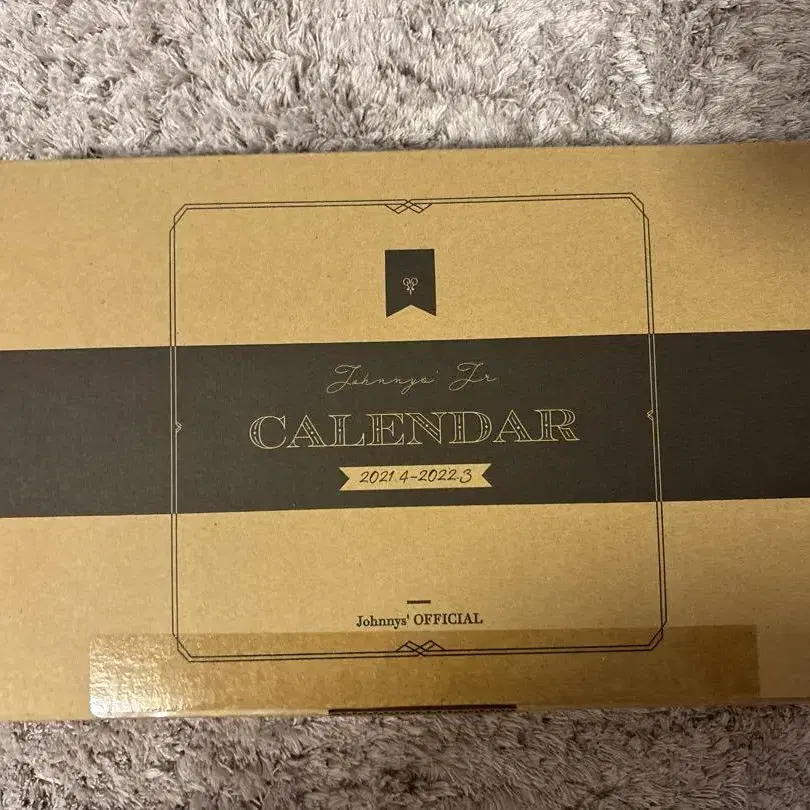 Johnnys' Jr
CALENDAR
2021.4-2022.3
Johnnys' OFFICIAL